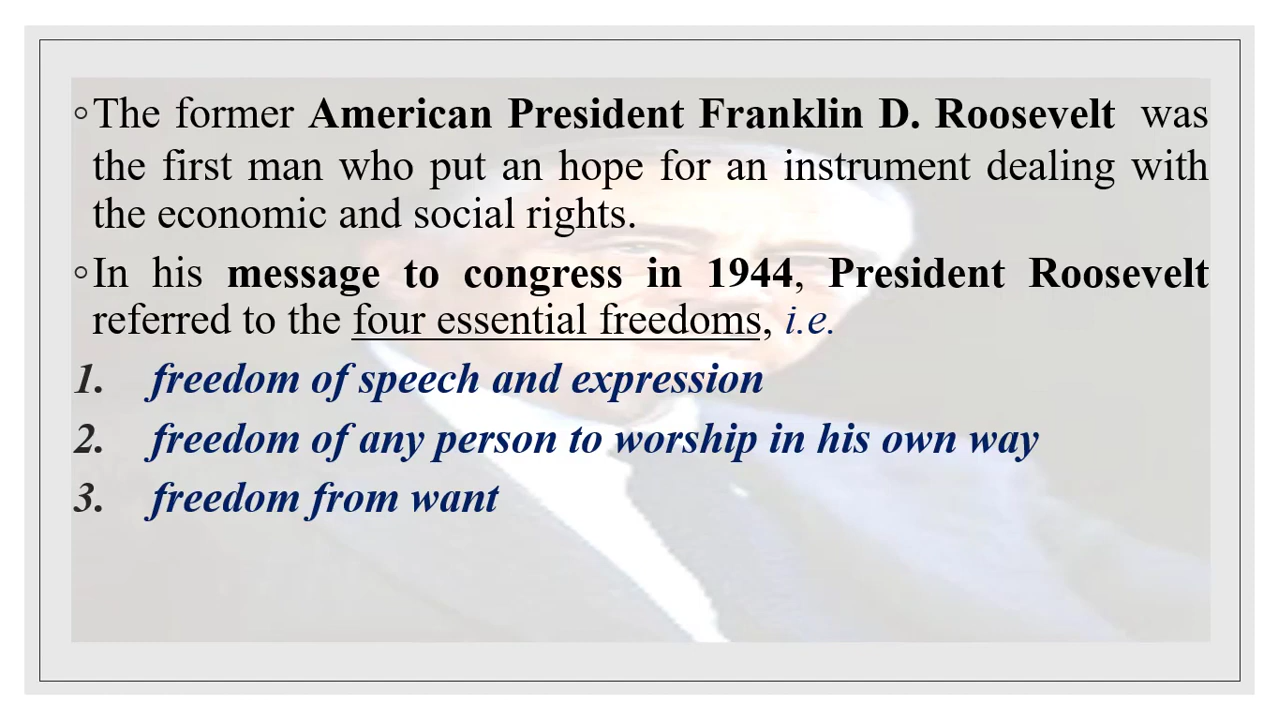 ◦The former American President Franklin D. Roosevelt was
the first man who put an hope for an instrument dealing with
the economic and social rights.
◦In his message to congress in 1944, President Roosevelt
referred to the four essential freedoms, i.e.
1. freedom of speech and expression
2. freedom of any person to worship in his own way
3. freedom from want